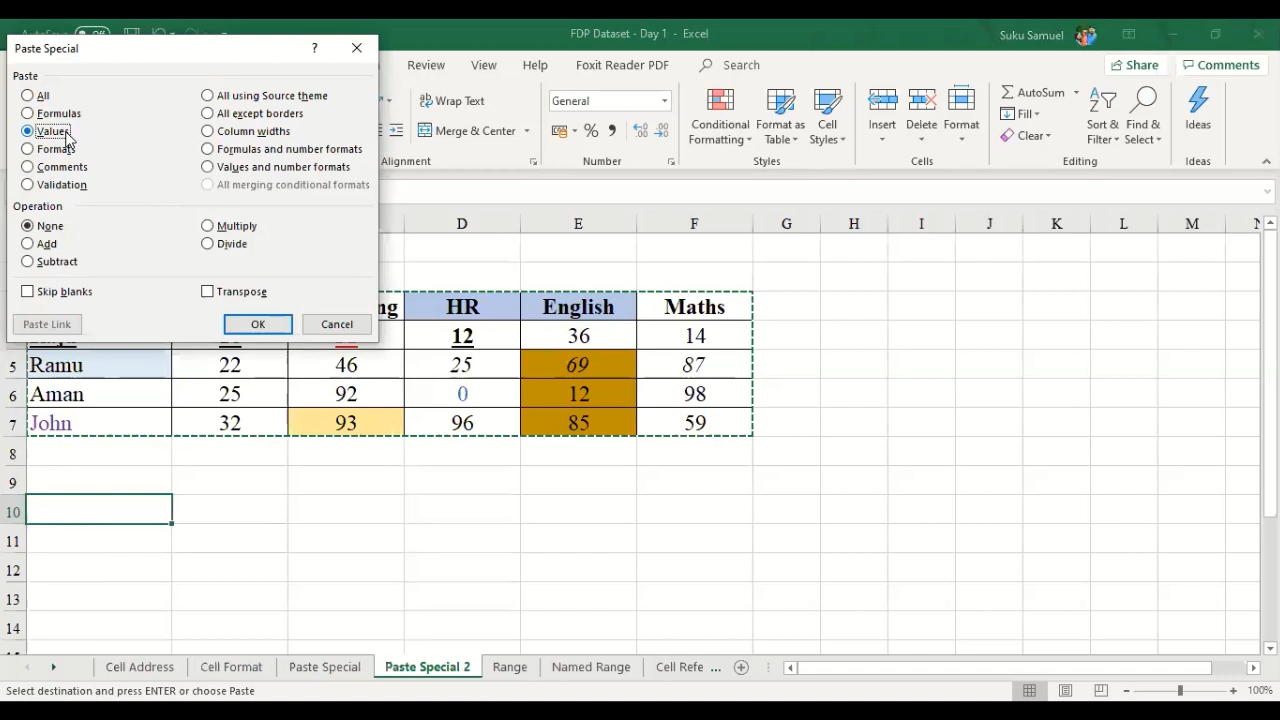 FDP Dataset - Day 1 - Excel
Suku Samuel
Paste Special
?
Review View Help Foxit Reader PDF Search
Share Comments
Paste
All
All using Source theme
Formulas
All except borders
Values
Column widths
Formats
Formulas and number formats
Comments
Values and number formats
Validation
All merging conditional formats
Operation
None
Multiply
Add
Divide
Subtract
Skip blanks
Transpose
Paste Link
OK
Cancel
Wrap Text
Merge & Center
Alignment
General
%
Number
Conditional Formatting
Format as Table
Cell Styles
Styles
Insert
Delete
Format
Cells
AutoSum
Fill
Clear
Sort & Filter
Find & Select
Editing
Ideas
Ideas
D E F G H I J K L M
HR English Maths
12 36 14
5 Ramu 22 46 25 69 87
6 Aman 25 92 0 12 98
7 John 32 93 96 85 59
8
9
10
11
12
13
14
Cell Address Cell Format Paste Special Paste Special 2 Range Named Range Cell Refe ...
Select destination and press ENTER or choose Paste
100%